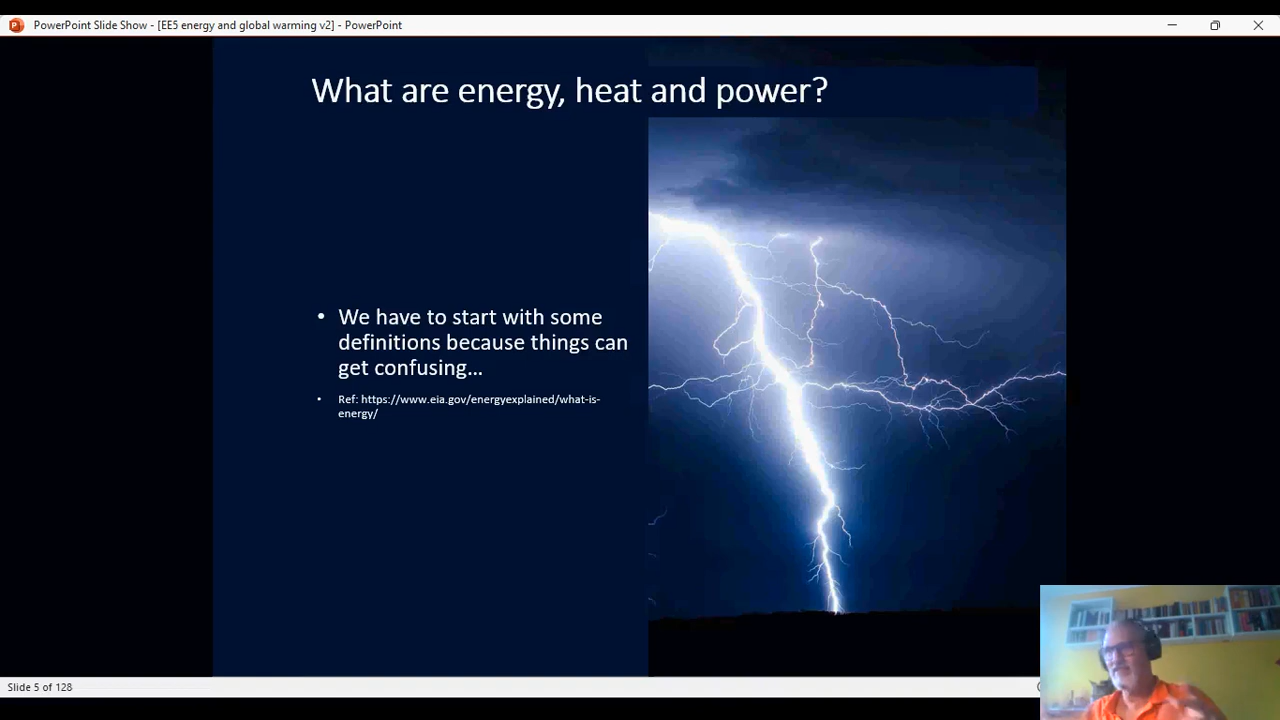 PowerPoint Slide Show - [EE5 energy and global warming v2] - PowerPoint
What are energy, heat and power?
• We have to start with some
definitions because things can
get confusing...
• Ref: https://www.eia.gov/energyexplained/what-is-
energy/
Slide 5 of 128